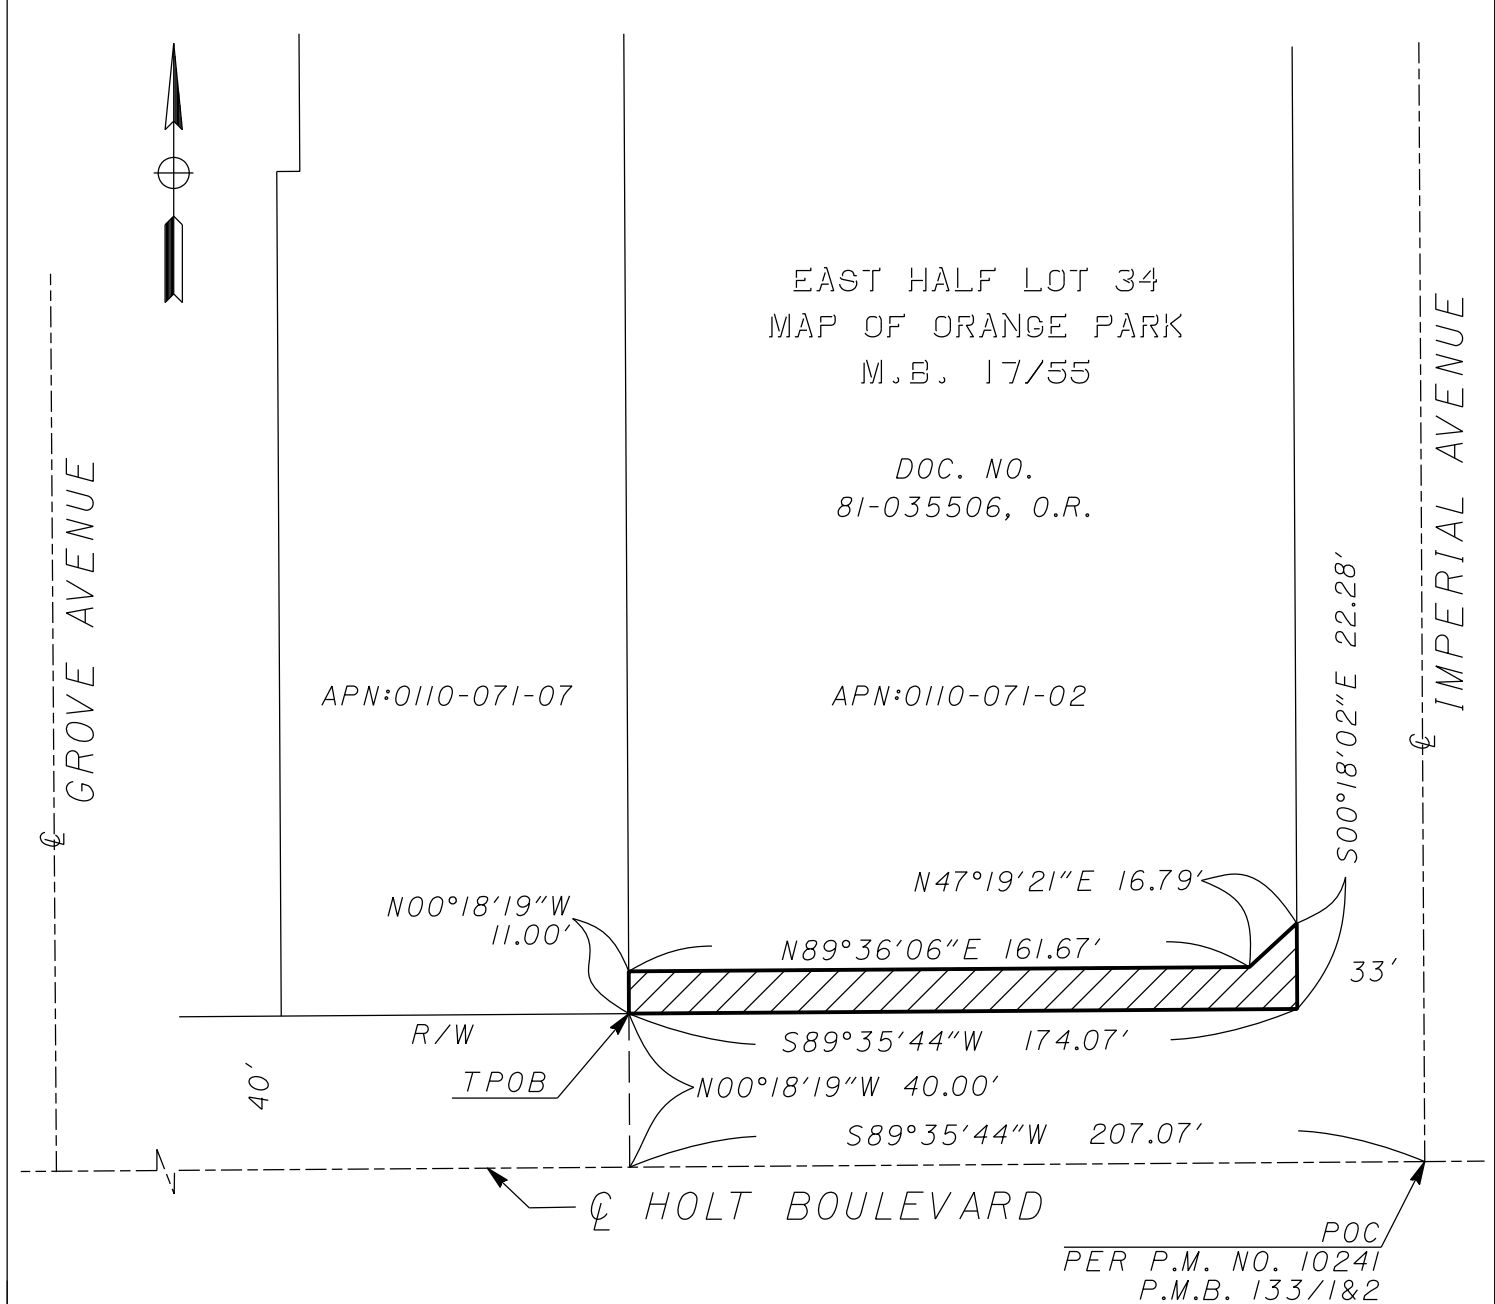 EAST HALF LOT 34
MAP OF ORANGE PARK
M.B. 17/55
DOC. NO.
81-035506, O.R.
GROVE AVENUE
IMPERIAL AVENUE
℄
℄
APN:0110-071-07
APN:0110-071-02
S00°18'02"E 22.28'
N47°19'21"E 16.79'
N00°18'19"W
11.00'
N89°36'06"E 161.67'
33'
R/W
S89°35'44"W 174.07'
40'
TPOB
N00°18'19"W 40.00'
S89°35'44"W 207.07'
℄ HOLT BOULEVARD
POC
PER P.M. NO. 10241
P.M.B. 133/1&2